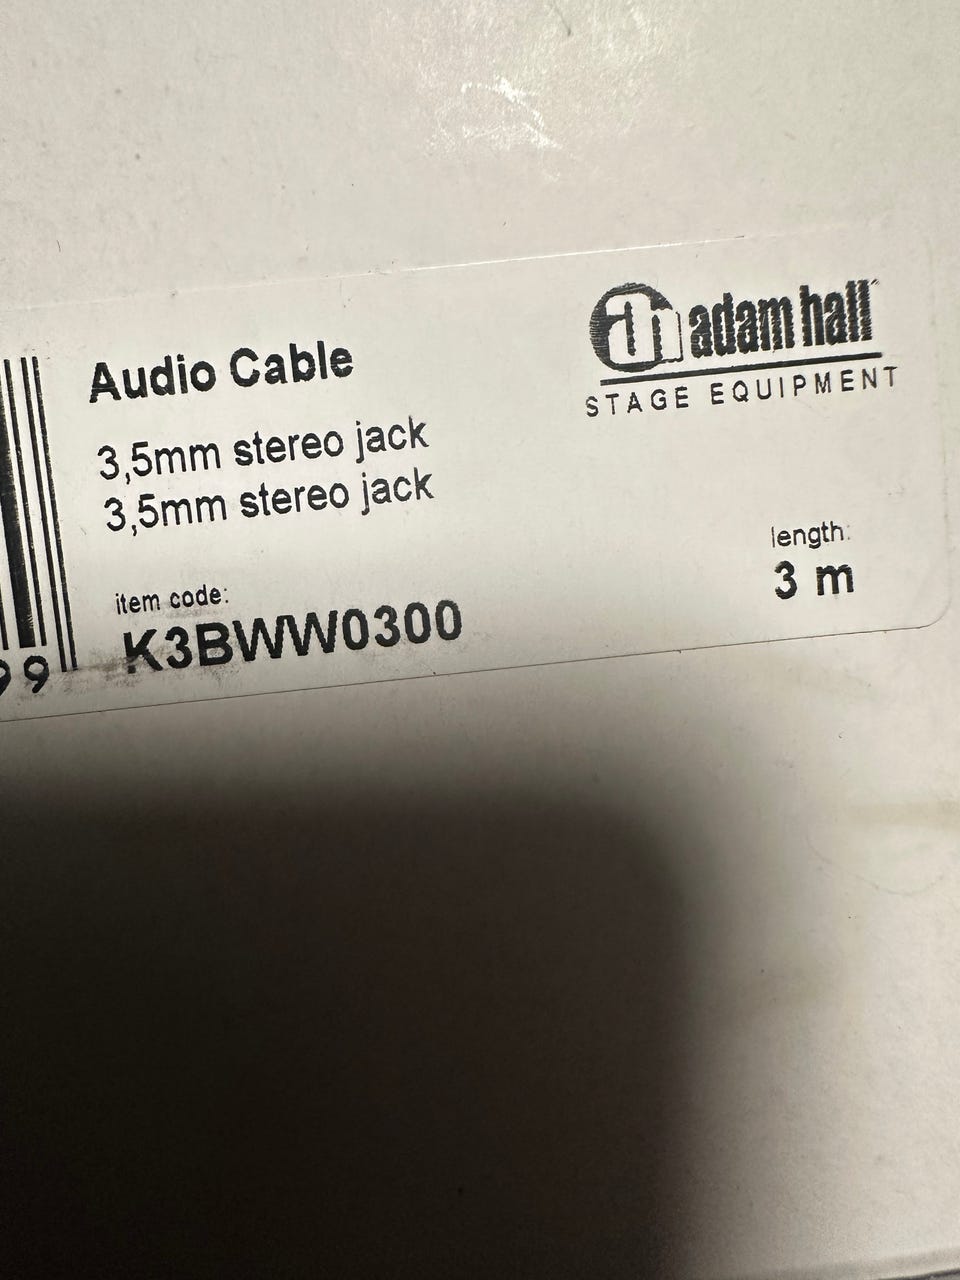 adam hall
STAGE EQUIPMENT
Audio Cable
3,5mm stereo jack
3,5mm stereo jack
length:
3 m
item code:
K3BWW0300
99